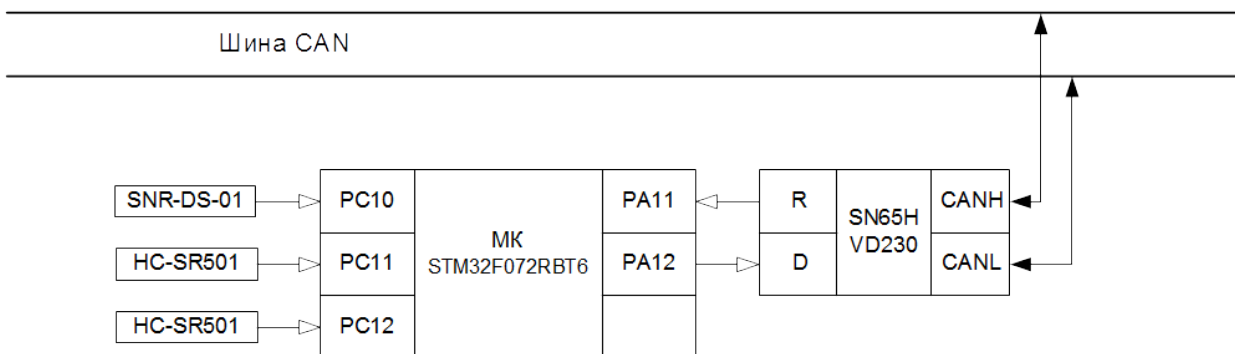 Шина CAN
SNR-DS-01
PC10
PA11
R
CANH
МК
STM32F072RBT6
SN65H
VD230
HC-SR501
PC11
PA12
D
CANL
HC-SR501
PC12